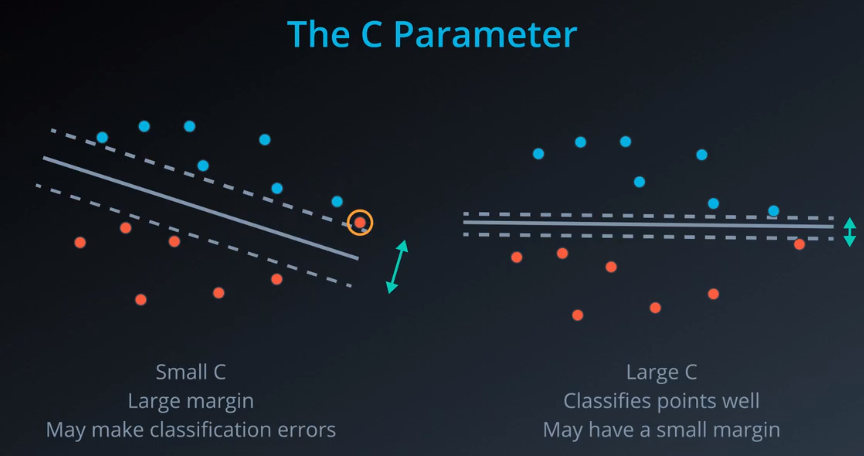 The C Parameter
Small C
Large margin
May make classification errors
Large C
Classifies points well
May have a small margin